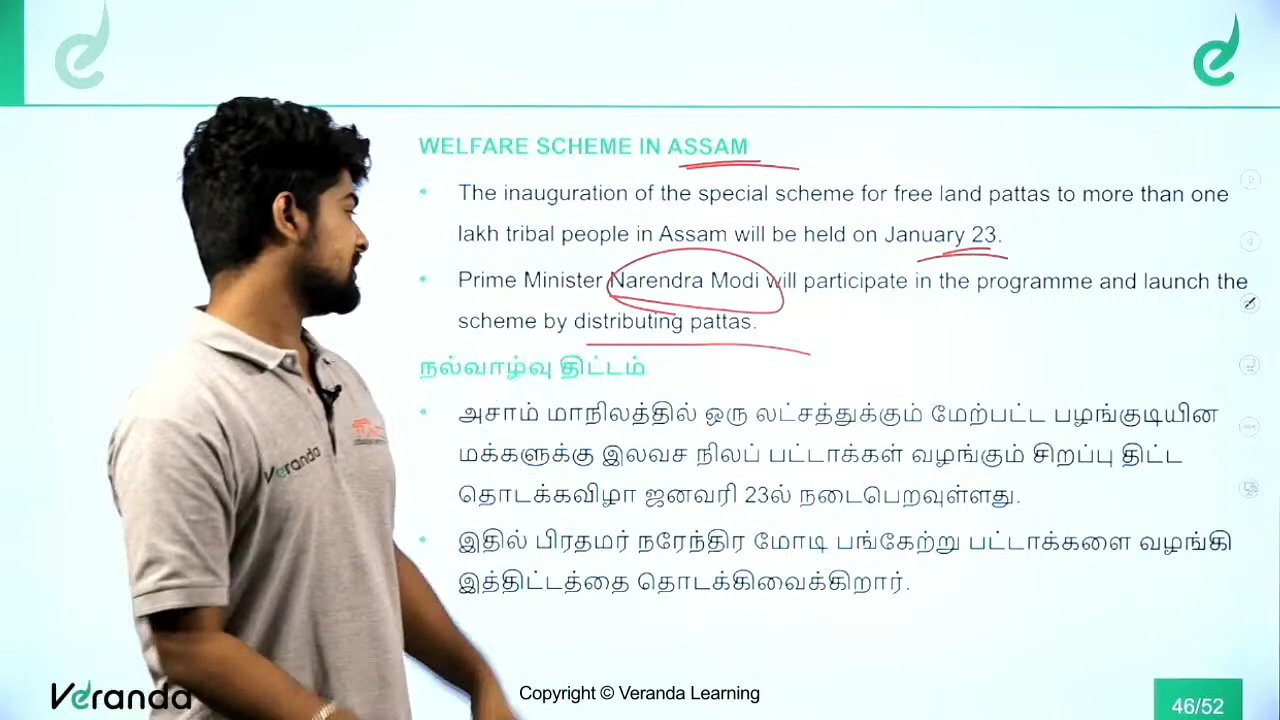 WELFARE SCHEME IN ASSAM
• The inauguration of the special scheme for free land pattas to more than one
lakh tribal people in Assam will be held on January 23.
• Prime Minister Narendra Modi will participate in the programme and launch the
scheme by distributing pattas.
நல்வாழ்வு திட்டம்
• அசாம் மாநிலத்தில் ஒரு லட்சத்துக்கும் மேற்பட்ட பழங்குடியின
மக்களுக்கு இலவச நிலப் பட்டாக்கள் வழங்கும் சிறப்பு திட்ட
தொடக்கவிழா ஜனவரி 23ல் நடைபெறவுள்ளது.
• இதில் பிரதமர் நரேந்திர மோடி பங்கேற்று பட்டாக்களை வழங்கி
இத்திட்டத்தை தொடக்கிவைக்கிறார்.
Veranda
Veranda
Copyright © Veranda Learning
46/52